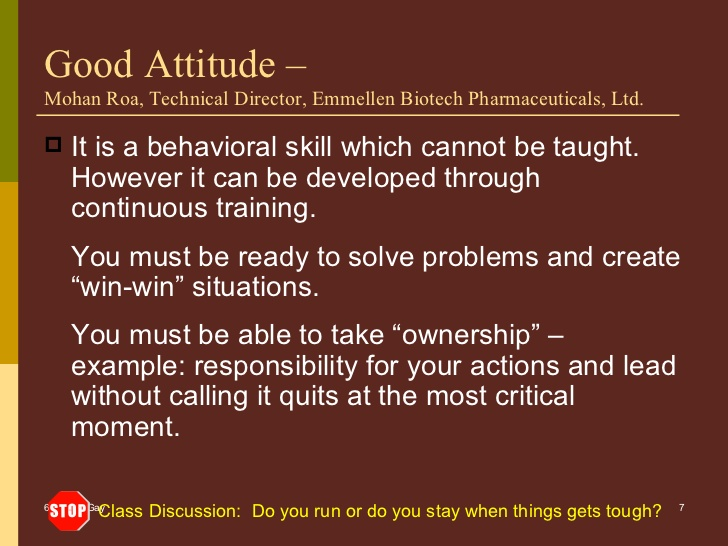 Good Attitude –
Mohan Roa, Technical Director, Emmellen Biotech Pharmaceuticals, Ltd.
It is a behavioral skill which cannot be taught.
However it can be developed through
continuous training.
You must be ready to solve problems and create
“win-win” situations.
You must be able to take “ownership” –
example: responsibility for your actions and lead
without calling it quits at the most critical
moment.
6
STOP
Gay
Class Discussion:  Do you run or do you stay when things gets tough?
7